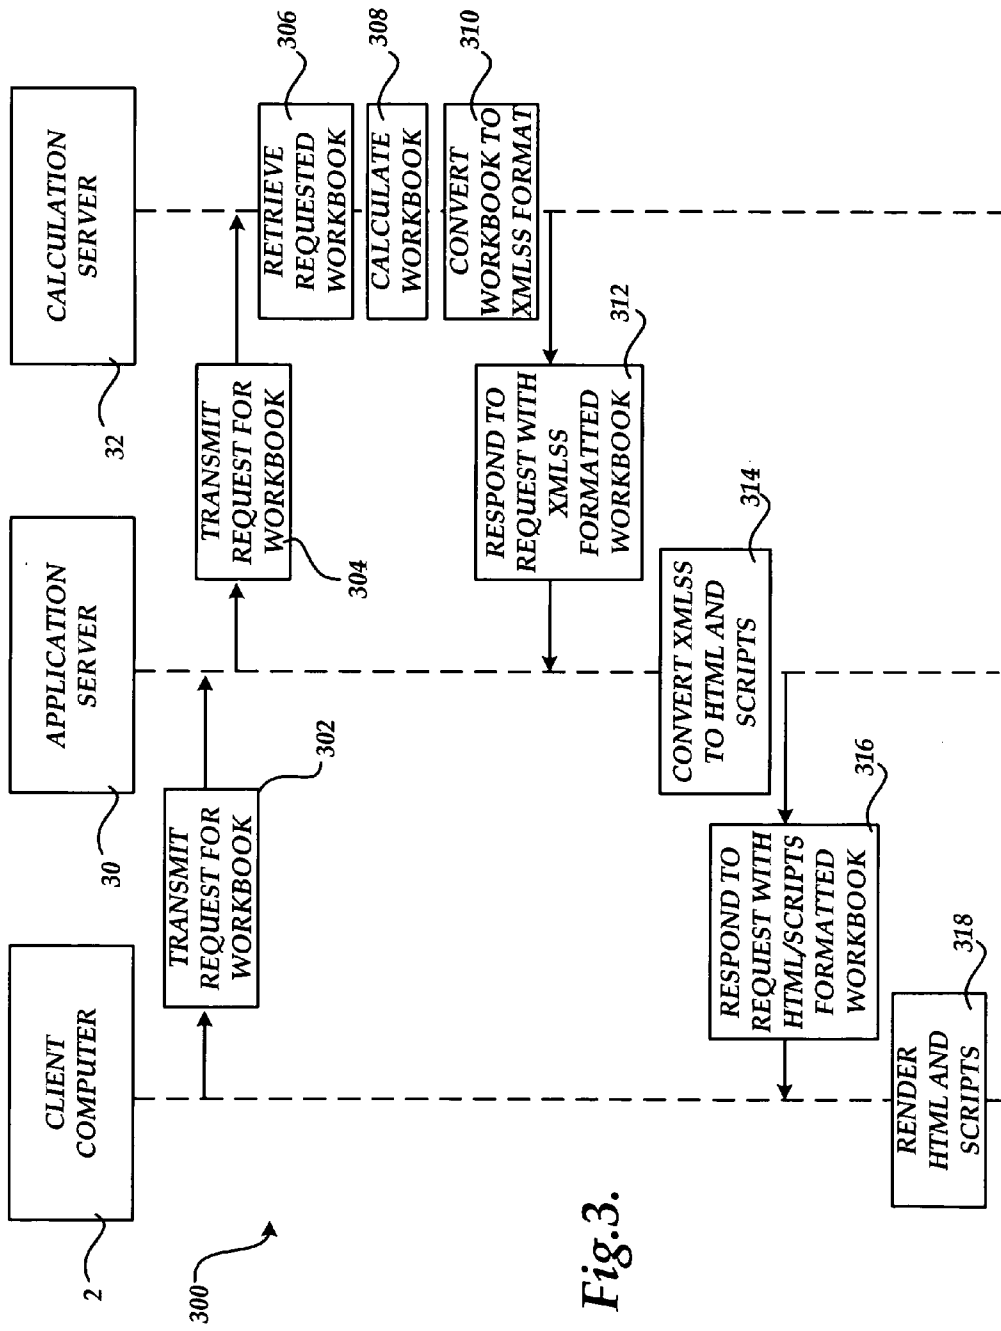 CLIENT
COMPUTER
2
APPLICATION
SERVER
30
CALCULATION
SERVER
32
300
TRANSMIT
REQUEST FOR
WORKBOOK
302
TRANSMIT
REQUEST FOR
WORKBOOK
304
RETRIEVE
REQUESTED
WORKBOOK
306
CALCULATE
WORKBOOK
308
CONVERT
WORKBOOK TO
XMLSS FORMAT
310
RESPOND TO
REQUEST WITH
XMLSS
FORMATTED
WORKBOOK
312
CONVERT XMLSS
TO HTML AND
SCRIPTS
314
RESPOND TO
REQUEST WITH
HTML/SCRIPTS
FORMATTED
WORKBOOK
316
RENDER
HTML AND
SCRIPTS
318
Fig.3.